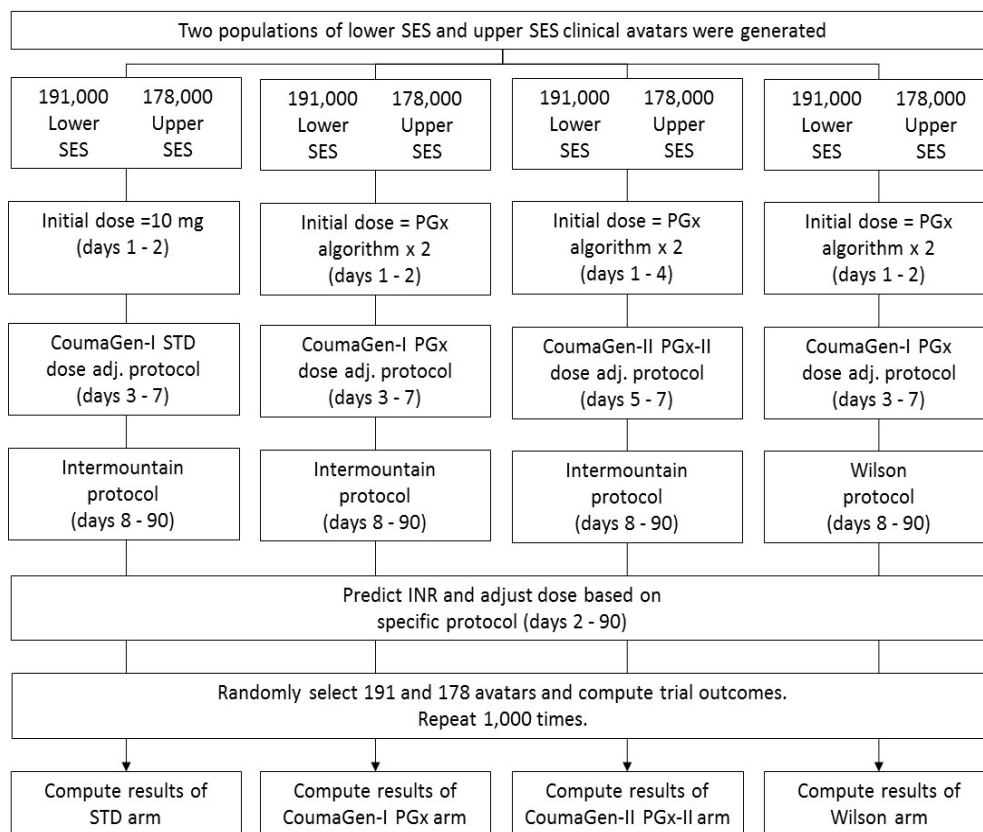 Two populations of lower SES and upper SES clinical avatars were generated
191,000 178,000
Lower Upper
SES SES
191,000 178,000
Lower Upper
SES SES
191,000 178,000
Lower Upper
SES SES
191,000 178,000
Lower Upper
SES SES
Initial dose =10 mg
(days 1 - 2)
Initial dose = PGx
algorithm x 2
(days 1 - 2)
Initial dose = PGx
algorithm x 2
(days 1 - 4)
Initial dose = PGx
algorithm x 2
(days 1 - 2)
CoumaGen-I STD
dose adj. protocol
(days 3 - 7)
CoumaGen-I PGx
dose adj. protocol
(days 3 - 7)
CoumaGen-II PGx-II
dose adj. protocol
(days 5 - 7)
CoumaGen-I PGx
dose adj. protocol
(days 3 - 7)
Intermountain
protocol
(days 8 - 90)
Intermountain
protocol
(days 8 - 90)
Intermountain
protocol
(days 8 - 90)
Wilson
protocol
(days 8 - 90)
Predict INR and adjust dose based on
specific protocol (days 2 - 90)
Randomly select 191 and 178 avatars and compute trial outcomes.
Repeat 1,000 times.
Compute results of
STD arm
Compute results of
CoumaGen-I PGx arm
Compute results of
CoumaGen-II PGx-II arm
Compute results of
Wilson arm